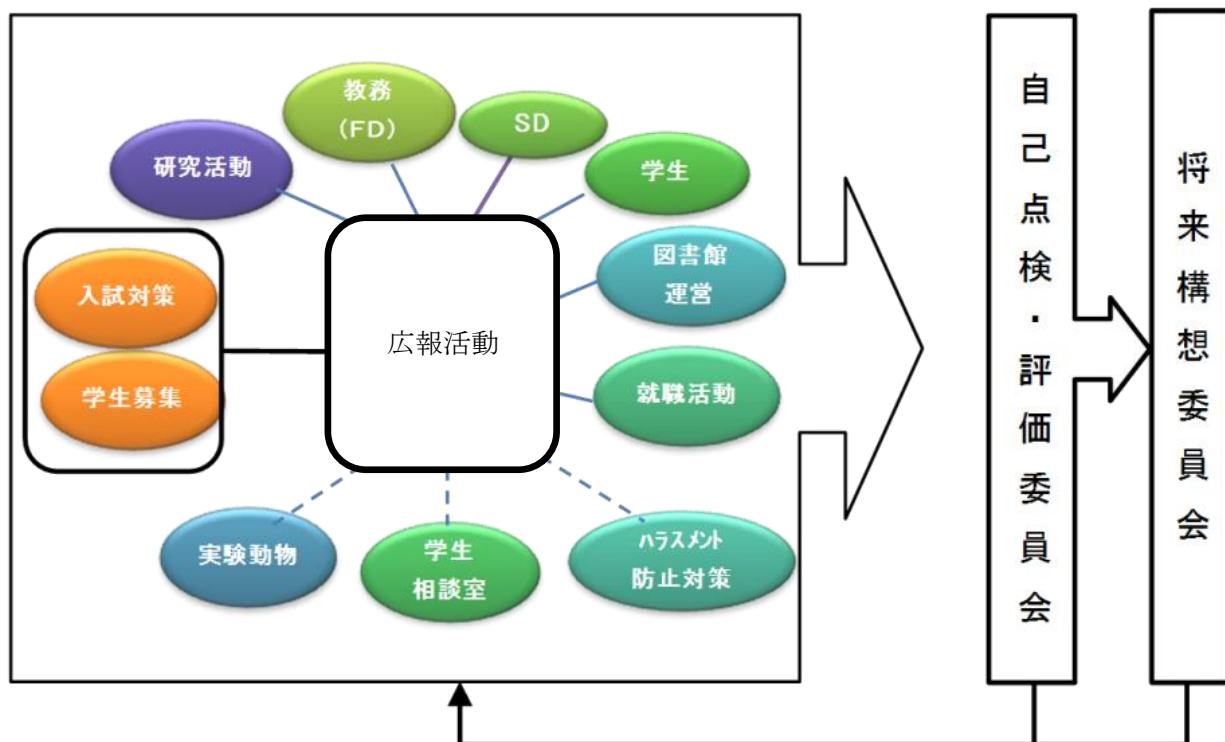 教務
（FD）
SD
研究活動
学生
図書館
運営
入試対策
学生募集
広報活動
就職活動
実験動物
学生
相談室
ﾊﾗｽﾒﾝﾄ
防止対策
自己点検・評価委員会
将来構想委員会